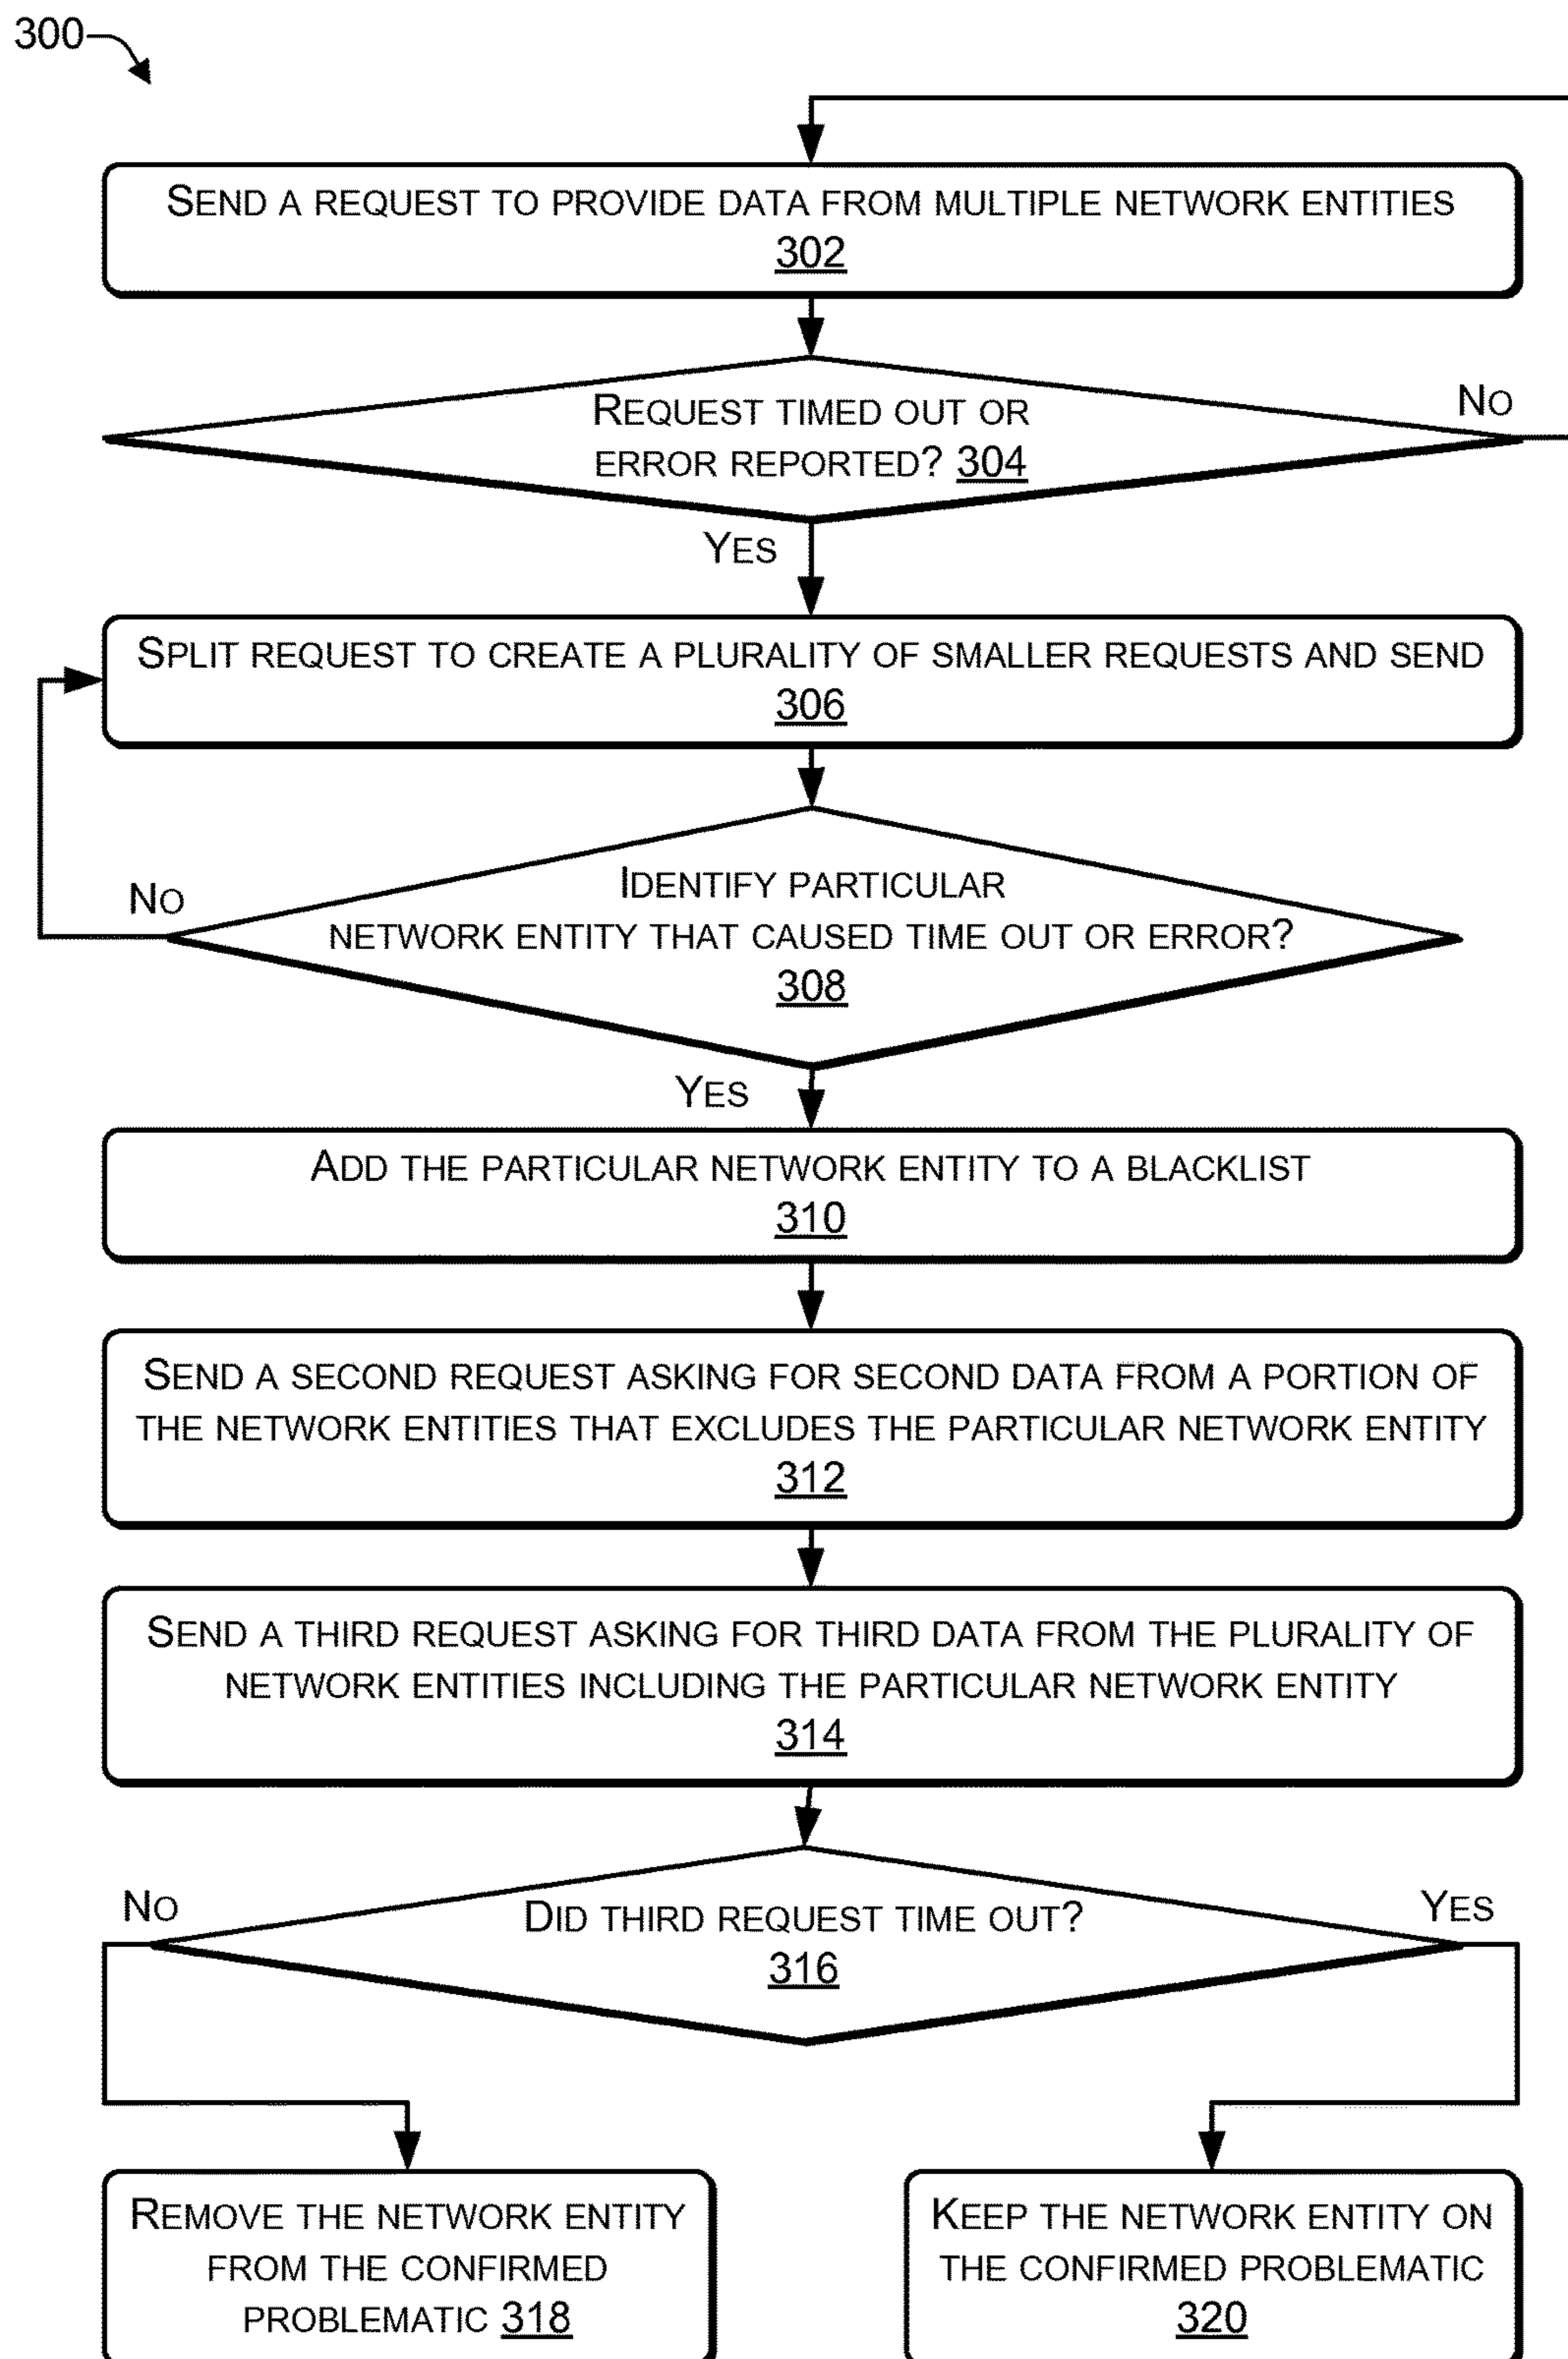 300
SEND A REQUEST TO PROVIDE DATA FROM MULTIPLE NETWORK ENTITIES
302
REQUEST TIMED OUT OR
ERROR REPORTED? 304
NO
YES
SPLIT REQUEST TO CREATE A PLURALITY OF SMALLER REQUESTS AND SEND
306
IDENTIFY PARTICULAR
NETWORK ENTITY THAT CAUSED TIME OUT OR ERROR?
308
NO
YES
ADD THE PARTICULAR NETWORK ENTITY TO A BLACKLIST
310
SEND A SECOND REQUEST ASKING FOR SECOND DATA FROM A PORTION OF
THE NETWORK ENTITIES THAT EXCLUDES THE PARTICULAR NETWORK ENTITY
312
SEND A THIRD REQUEST ASKING FOR THIRD DATA FROM THE PLURALITY OF
NETWORK ENTITIES INCLUDING THE PARTICULAR NETWORK ENTITY
314
NO
DID THIRD REQUEST TIME OUT?
316
YES
REMOVE THE NETWORK ENTITY
FROM THE CONFIRMED
PROBLEMATIC 318
KEEP THE NETWORK ENTITY ON
THE CONFIRMED PROBLEMATIC
320